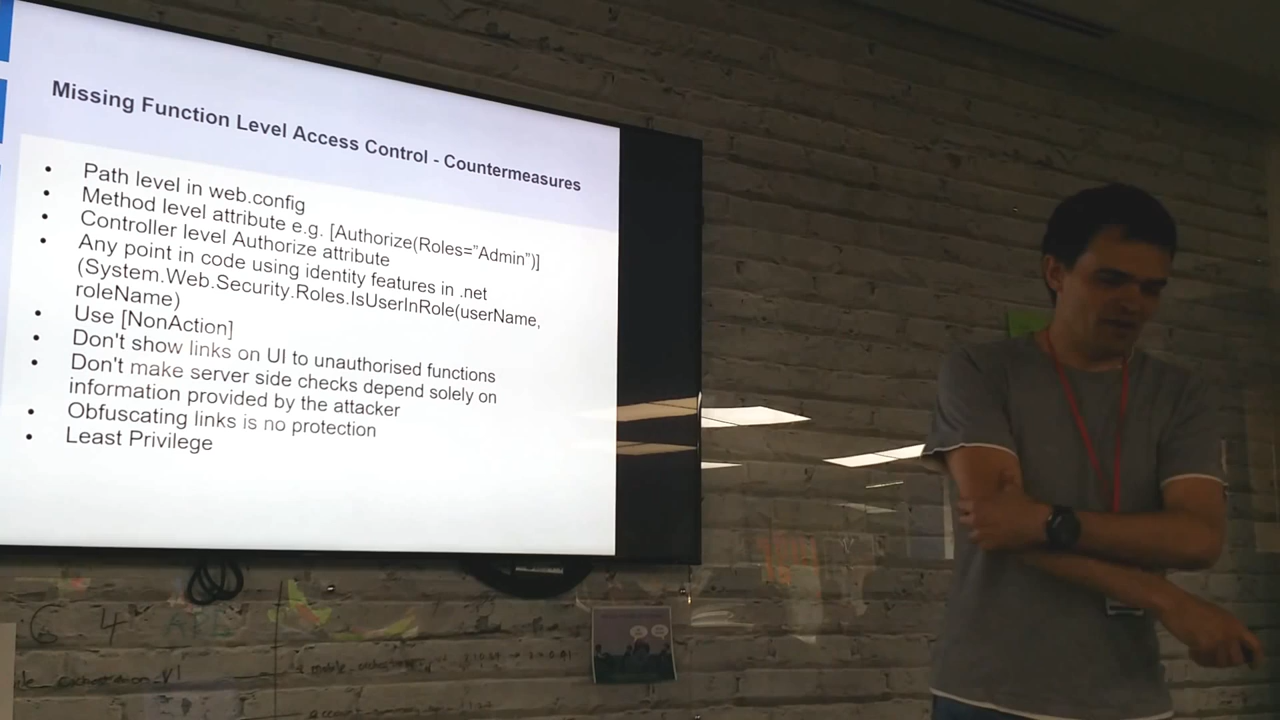 Missing Function Level Access Control - Countermeasures
• Path level in web.config
• Method level attribute e.g. [Authorize(Roles="Admin")]
• Controller level Authorize attribute
• Any point in code using identity features in .net
(System.Web.Security.Roles.IsUserInRole(userName,
roleName)
• Use [NonAction]
• Don't show links on UI to unauthorised functions
• Don't make server side checks depend solely on
information provided by the attacker
• Obfuscating links is no protection
• Least Privilege
6 4